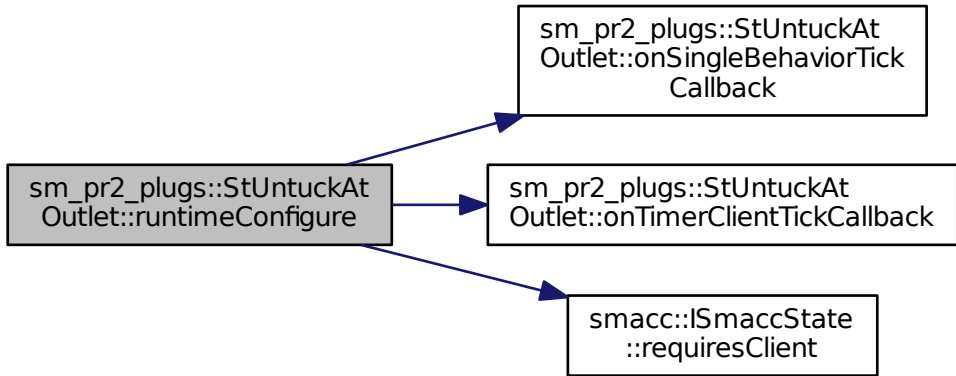 sm_pr2_plugs::StUntuckAt
Outlet::onSingleBehaviorTick
Callback
sm_pr2_plugs::StUntuckAt
Outlet::runtimeConfigure
sm_pr2_plugs::StUntuckAt
Outlet::onTimerClientTickCallback
smacc::ISmaccState
::requiresClient